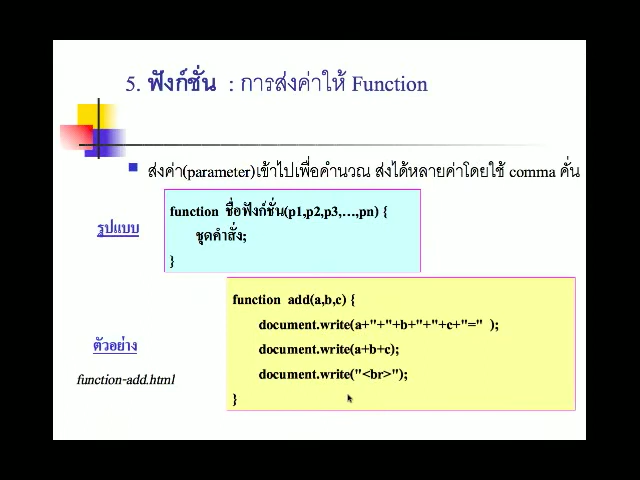 5. ฟังก์ชั่น : การส่งค่าให้ Function
ส่งค่า(parameter)เข้าไปเพื่อคำนวณ ส่งได้หลายค่าโดยใช้ comma คั่น
รูปแบบ
function ชื่อฟังก์ชั่น(p1,p2,p3,…,pn) {
ชุดคำสั่ง;
}
ตัวอย่าง
function-add.html
function add(a,b,c) {
document.write(a+"+"+b+"+"+c+"=" );
document.write(a+b+c);
document.write("<br>");
}